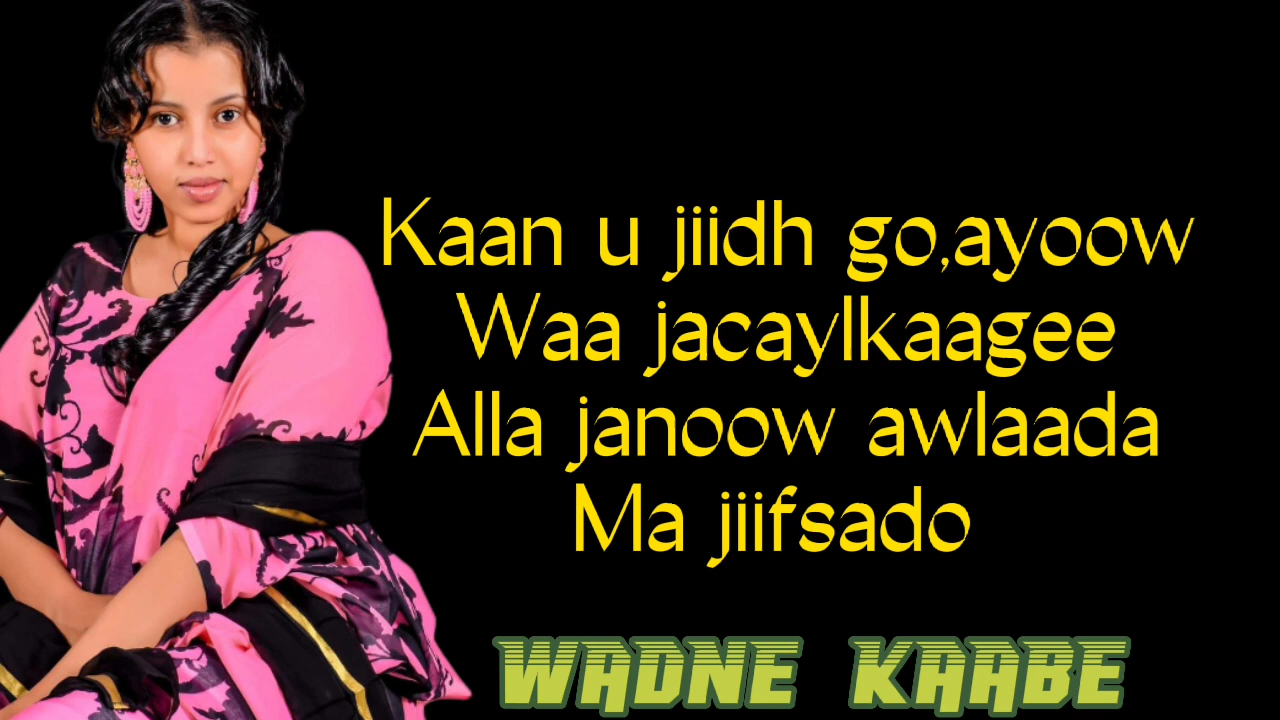 Kaan u jiidh go,ayoow
Waa jacaylkaagee
Alla janoow awlaada
Ma jiifsado
WADNE KAABE